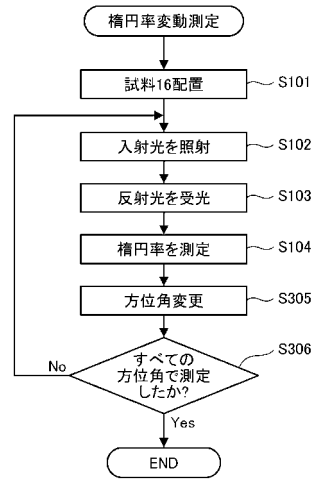 楕円率変動測定
試料16配置
S101
入射光を照射
S102
反射光を受光
S103
楕円率を測定
S104
方位角変更
S305
すべての
方位角で測定
したか?
S306
No
Yes
END